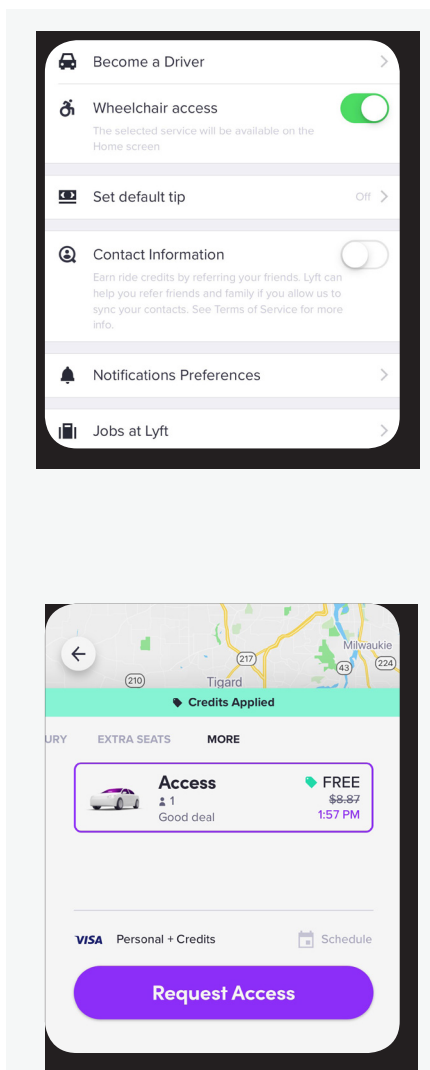 Become a Driver
Wheelchair access
The selected service will be available on the
Home screen
Set default tip
Off
Contact Information
Earn ride credits by referring your friends. Lyft can
help you refer friends and family if you allow us to
sync your contacts. See Terms of Service for more
info.
Notifications Preferences
Jobs at Lyft
Milwaukie
217
43
224
210
Tigard
Credits Applied
URY EXTRA SEATS MORE
Access FREE
1 $8.87
Good deal 1:57 PM
VISA Personal + Credits Schedule
Request Access